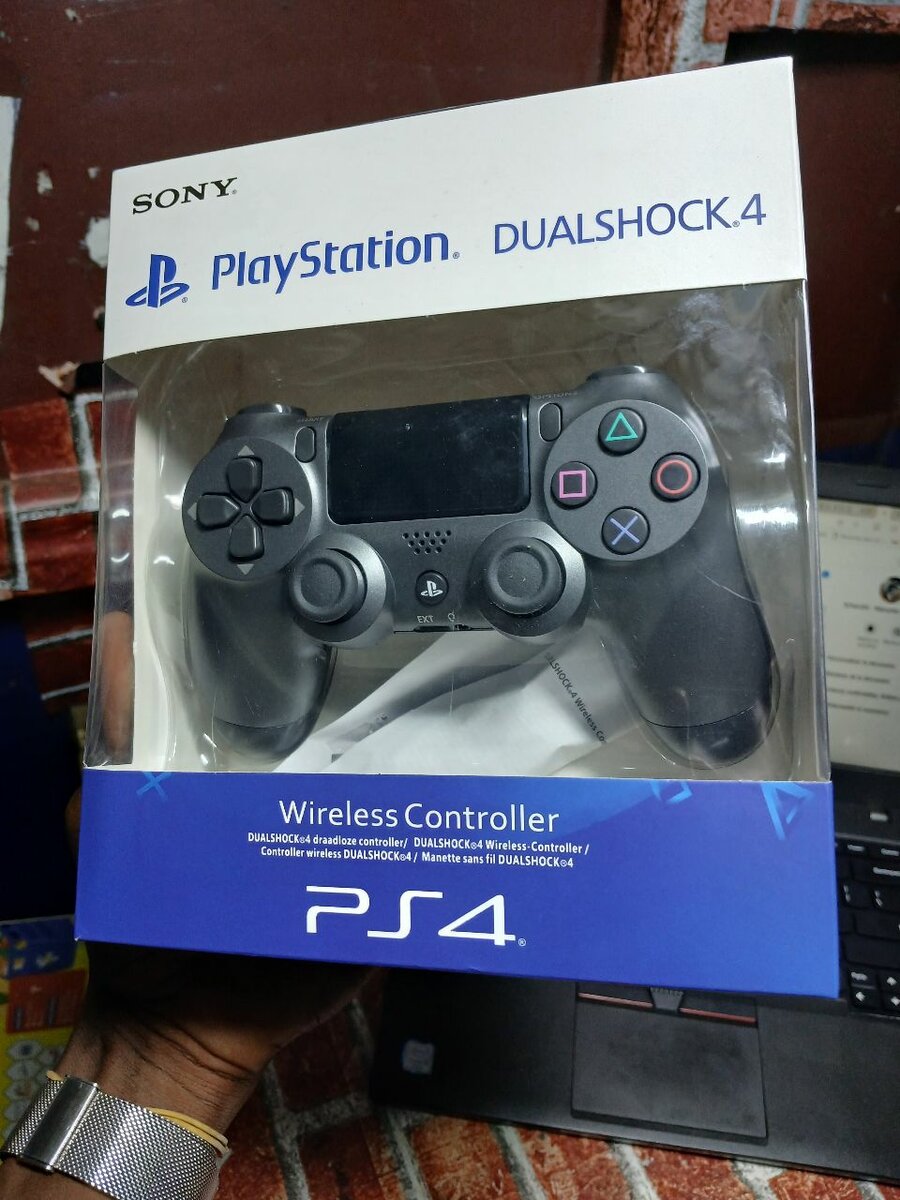 SONY®
PlayStation® DUALSHOCK®4
SHARE
OPTIONS
EXT
DUALSHOCK®4 Wireless Co
Wireless Controller
DUALSHOCK®4 draadloze controller/ DUALSHOCK®4 Wireless-Controller /
Controller wireless DUALSHOCK®4 / Manette sans fil DUALSHOCK®4
PS4®